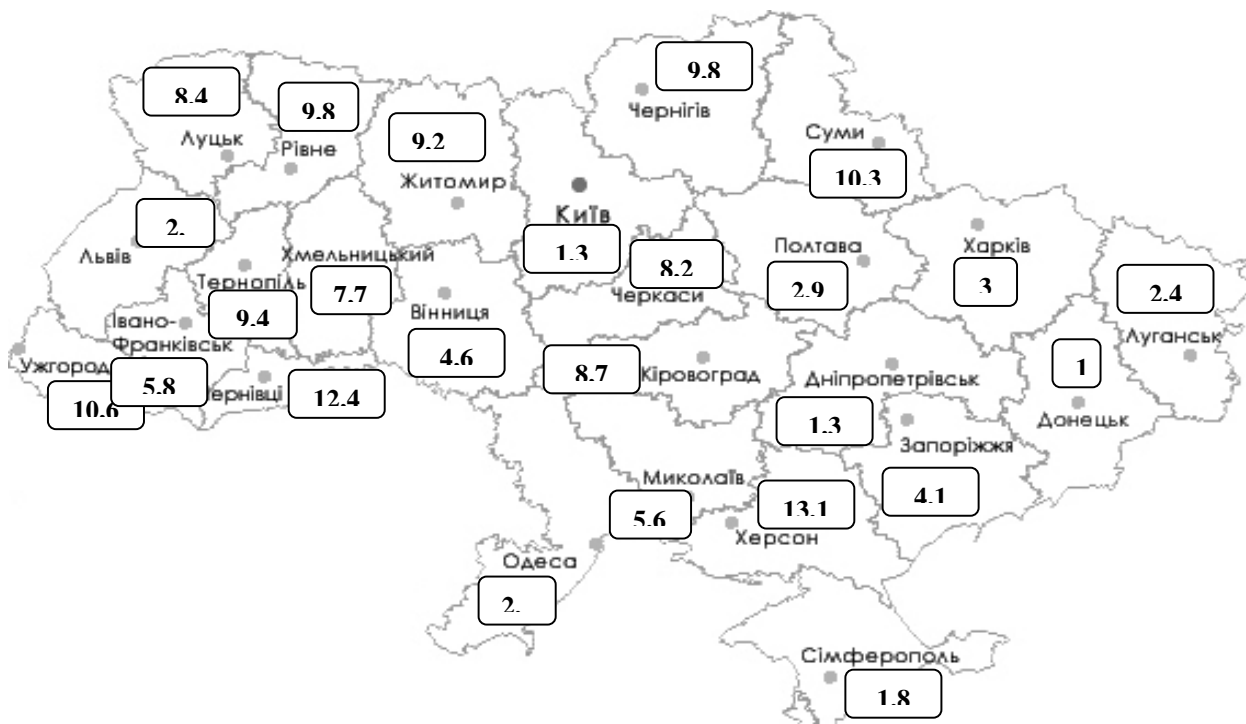 9.8
8.4
9.8
Чернігів
Луцьк
Рівне
9.2
Суми
Житомир
10.3
2.
Київ
Львів
Хмельницький
1.3
8.2
Полтава
Харків
Тернопіль
7.7
Черкаси
2.9
3
2.4
9.4
Вінниця
Івано-
Франківськ
4.6
Луганськ
Ужгород
5.8
8.7
Кіровоград
Дніпропетрівськ
1
10.6
12.4
1.3
Донецьк
Запоріжжя
Миколаїв
4.1
5.6
13.1
Херсон
Одеса
2.
Сімферополь
1.8